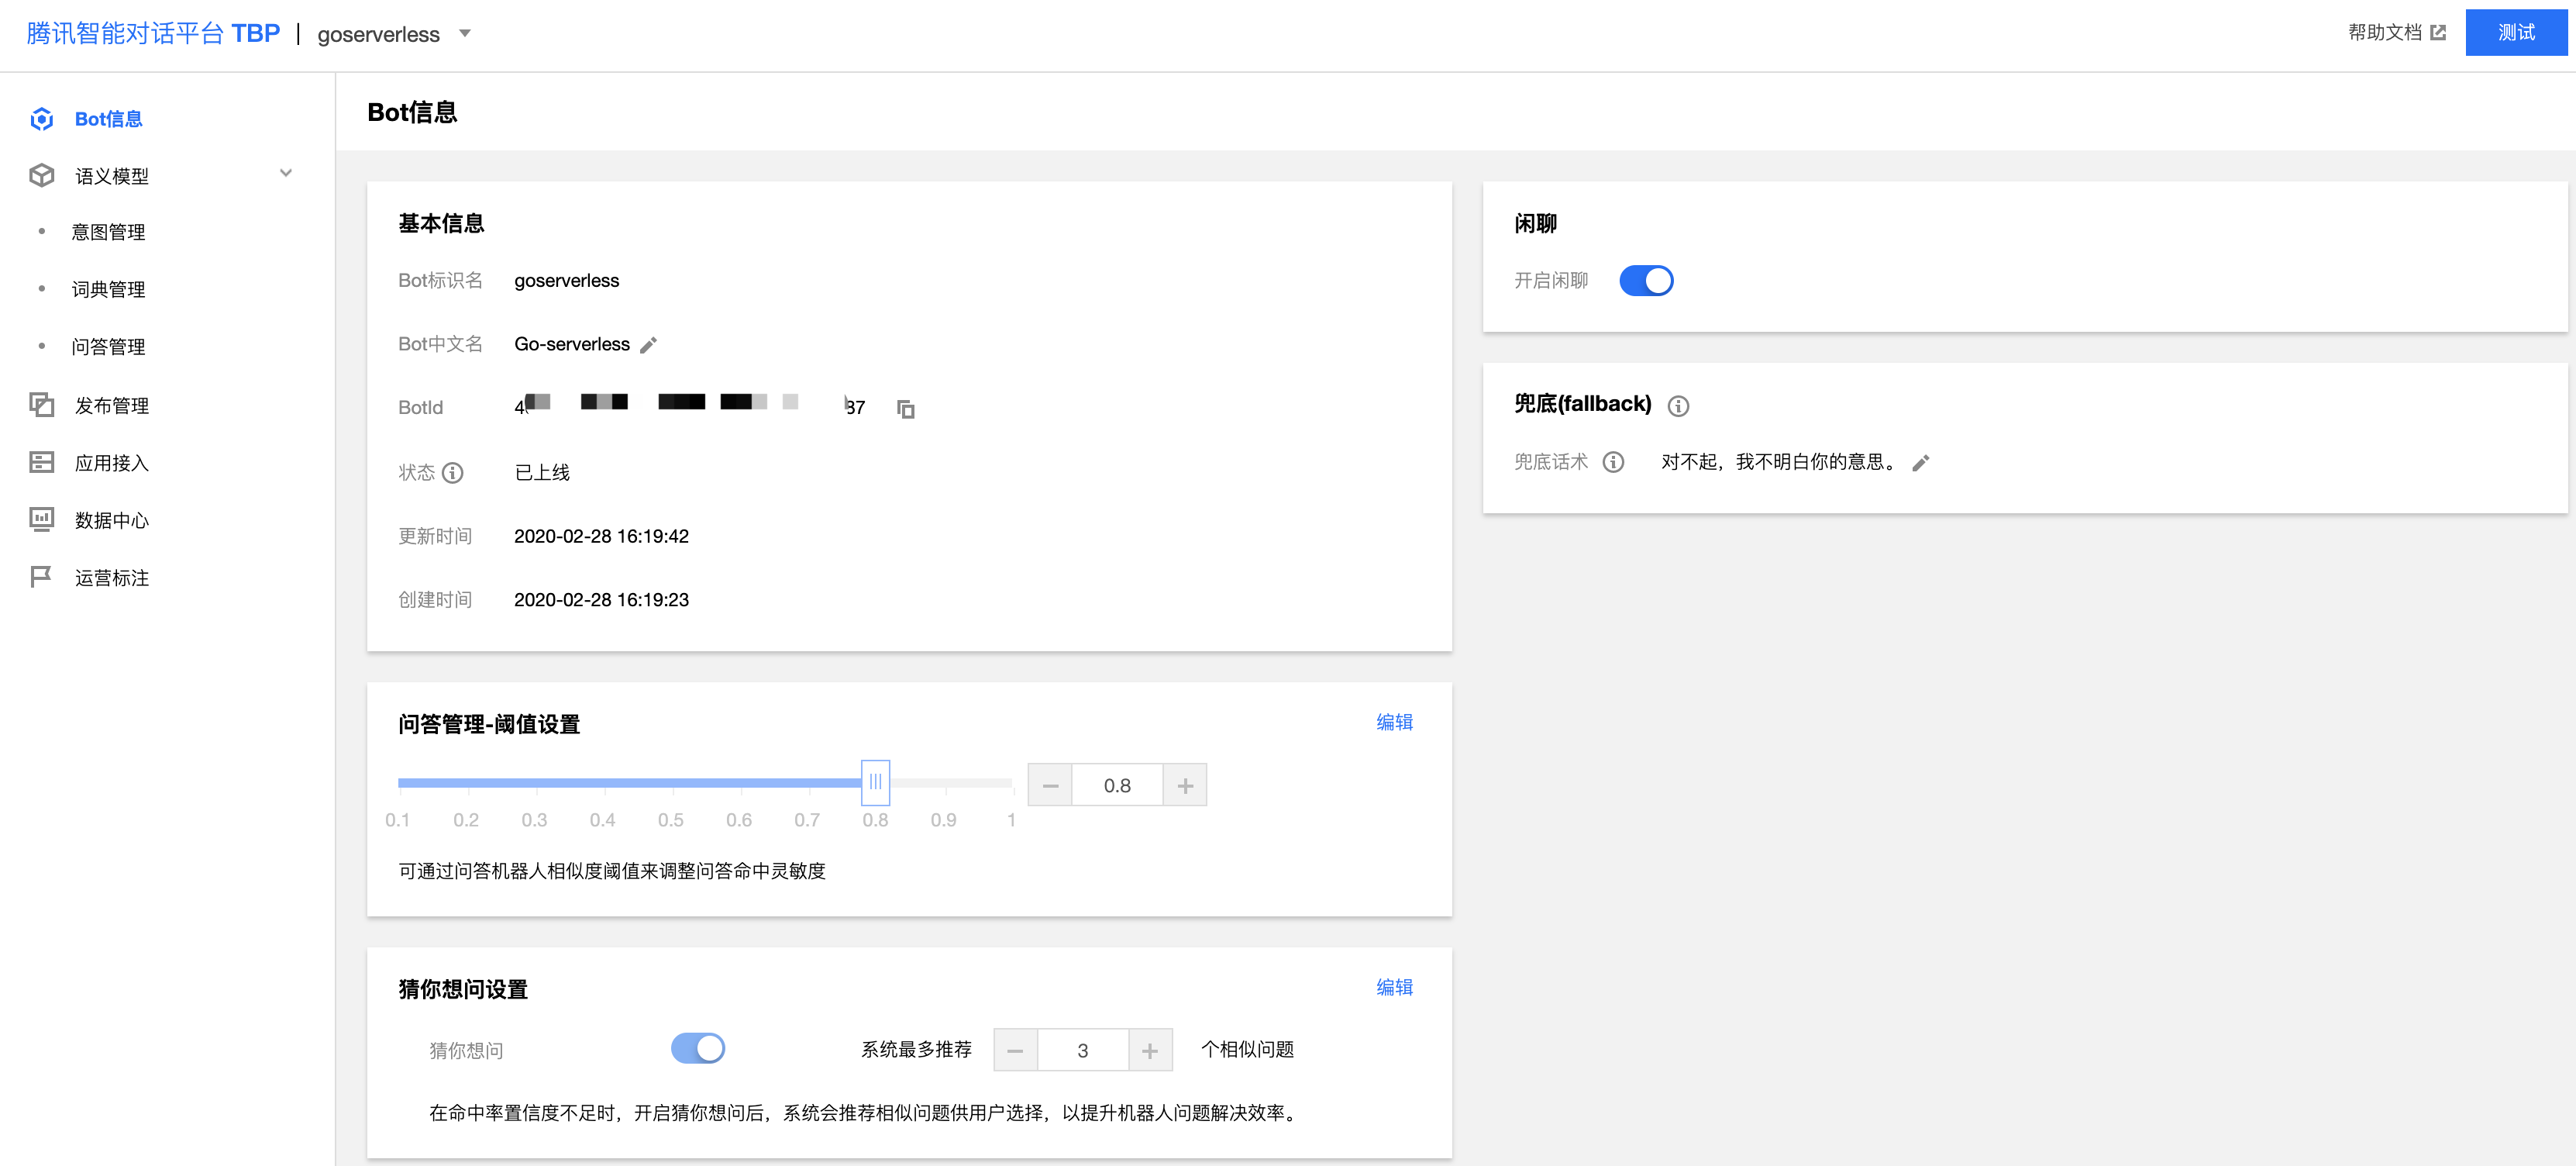 腾讯智能对话平台 TBP | goserverless
帮助文档
测试
Bot信息
语义模型
意图管理
词典管理
问答管理
发布管理
应用接入
数据中心
运营标注
Bot信息
基本信息
Bot标识名 goserverless
Bot中文名 Go-serverless
BotId
状态 已上线
更新时间 2020-02-28 16:19:42
创建时间 2020-02-28 16:19:23
问答管理-阈值设置 编辑
0.8
0.1 0.2 0.3 0.4 0.5 0.6 0.7 0.8 0.9 1
可通过问答机器人相似度阈值来调整问答命中灵敏度
猜你想问设置 编辑
猜你想问 系统最多推荐 3 个相似问题
在命中率置信度不足时，开启猜你想问后，系统会推荐相似问题供用户选择，以提升机器人问题解决效率。
闲聊
开启闲聊
兜底(fallback)
兜底话术 对不起，我不明白你的意思。